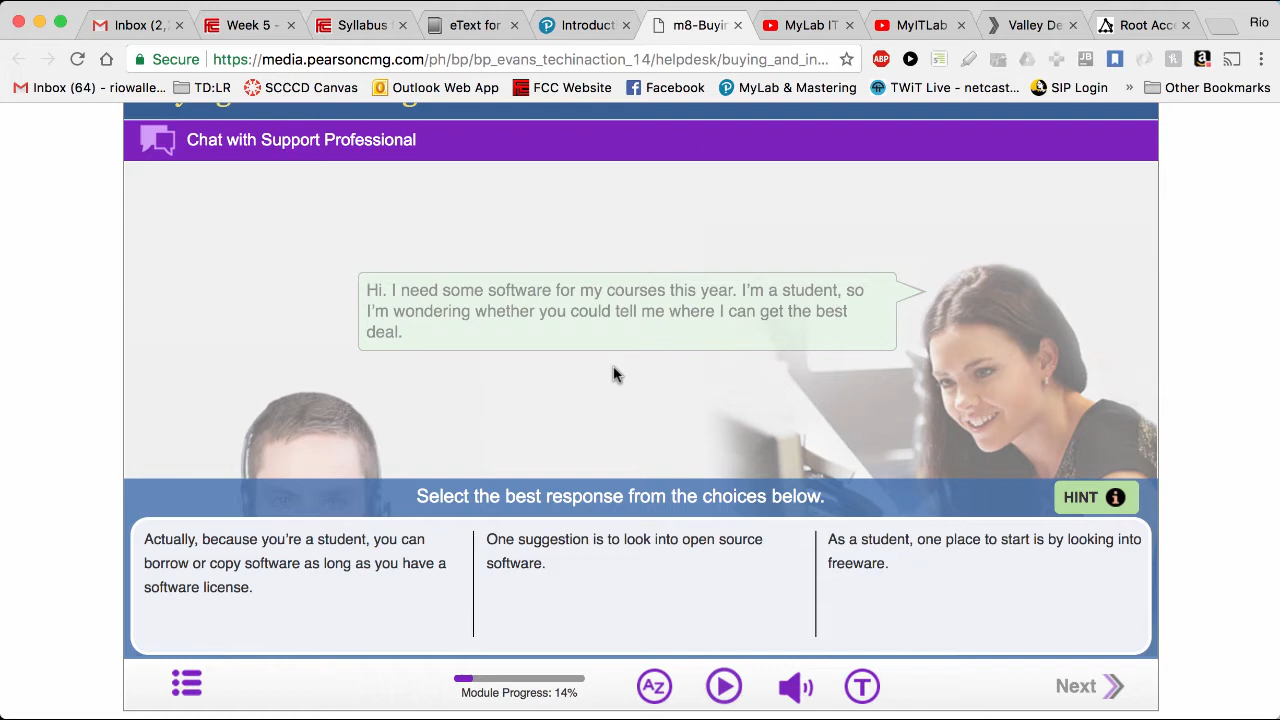 Inbox (2,
Week 5 -
Syllabus
eText for
Introduct
m8-Buyin
MyLab IT
MyITLab
Valley De
Root Acc
Rio
Secure
https://media.pearsoncmg.com/ph/bp/bp_evans_techinaction_14/helpdesk/buying_and_in...
Inbox (64) - riowalle...
TD:LR
SCCCD Canvas
Outlook Web App
FCC Website
Facebook
MyLab & Mastering
TWiT Live - netcast...
SIP Login
»
Other Bookmarks
Chat with Support Professional
Hi. I need some software for my courses this year. I'm a student, so
I'm wondering whether you could tell me where I can get the best
deal.
Select the best response from the choices below.
HINT
Actually, because you're a student, you can
borrow or copy software as long as you have a
software license.
One suggestion is to look into open source
software.
As a student, one place to start is by looking into
freeware.
Module Progress: 14%
AZ
T
Next